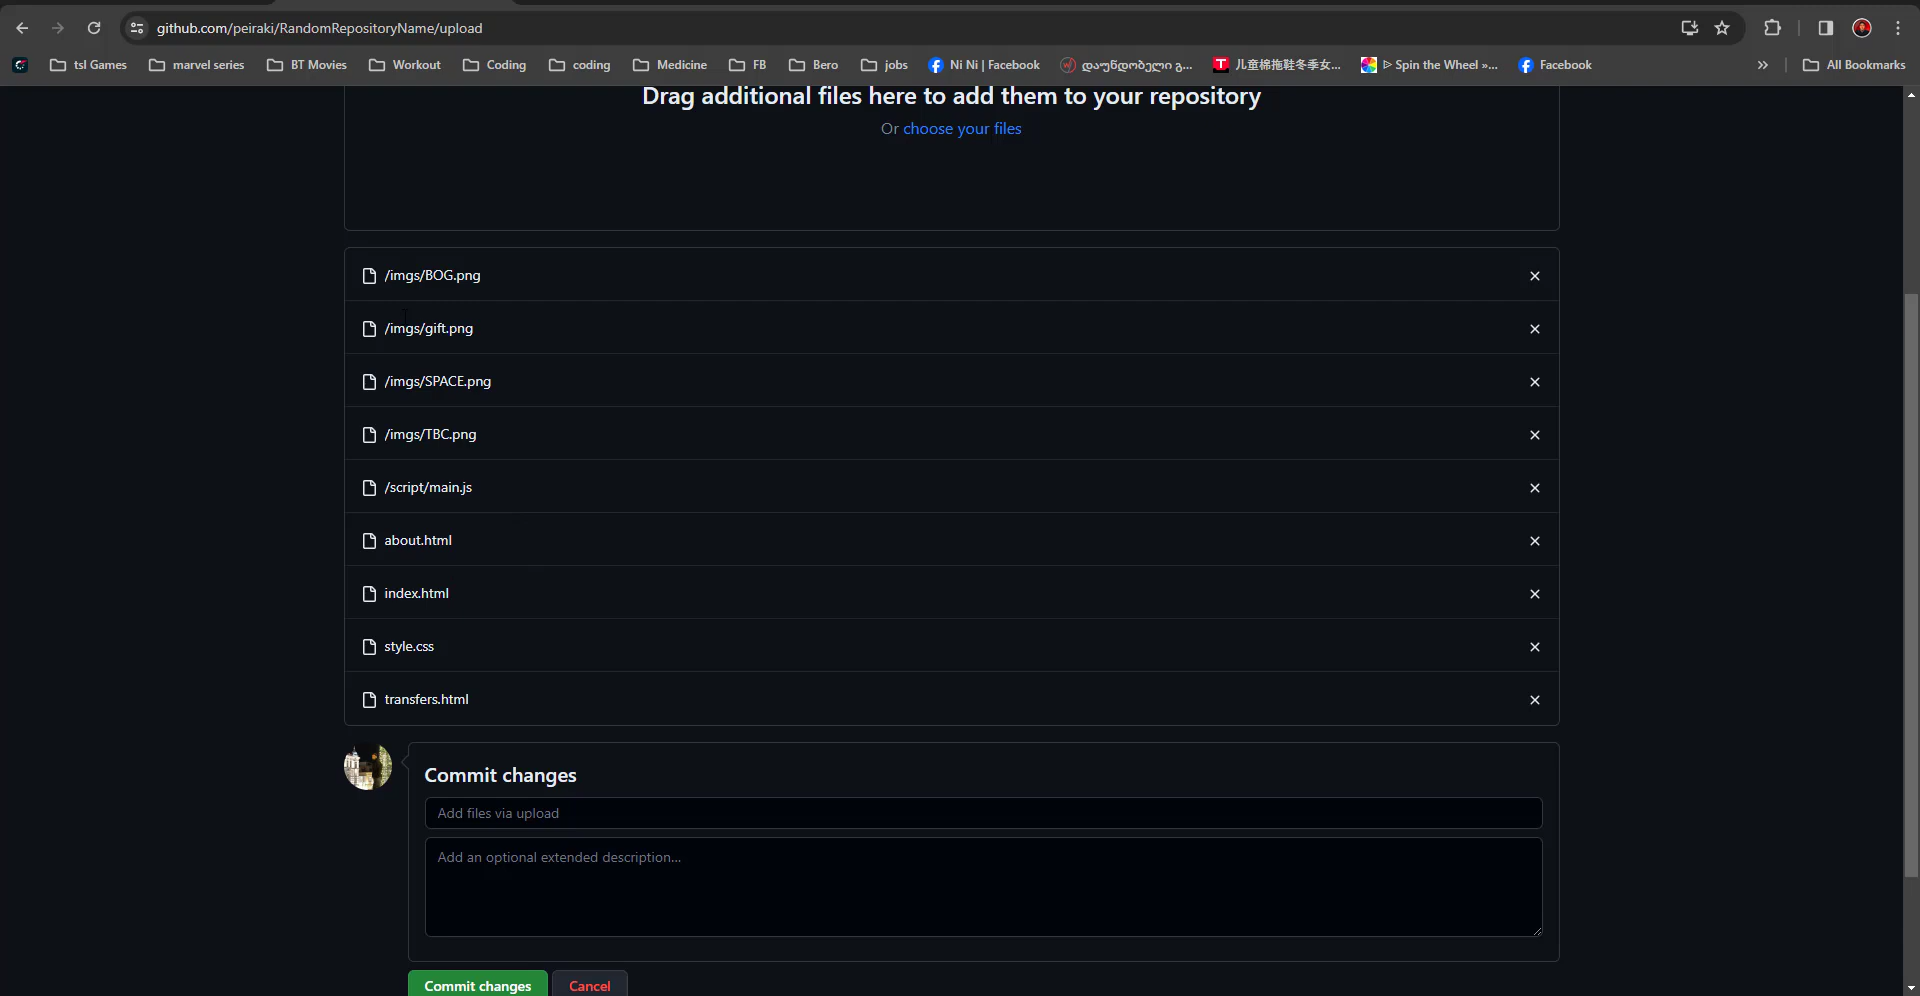 github.com/peiraki/RandomRepositoryName/upload
tsl Games
marvel series
BT Movies
Workout
Coding
coding
Medicine
FB
Bero
jobs
Ni Ni | Facebook
დაუნდობელი გ...
儿童棉拖鞋冬季女...
ᐈ Spin the Wheel »...
Facebook
»
All Bookmarks
Drag additional files here to add them to your repository
Or choose your files
/imgs/BOG.png
/imgs/gift.png
/imgs/SPACE.png
/imgs/TBC.png
/script/main.js
about.html
index.html
style.css
transfers.html
Commit changes
Add files via upload
Add an optional extended description...
Commit changes
Cancel